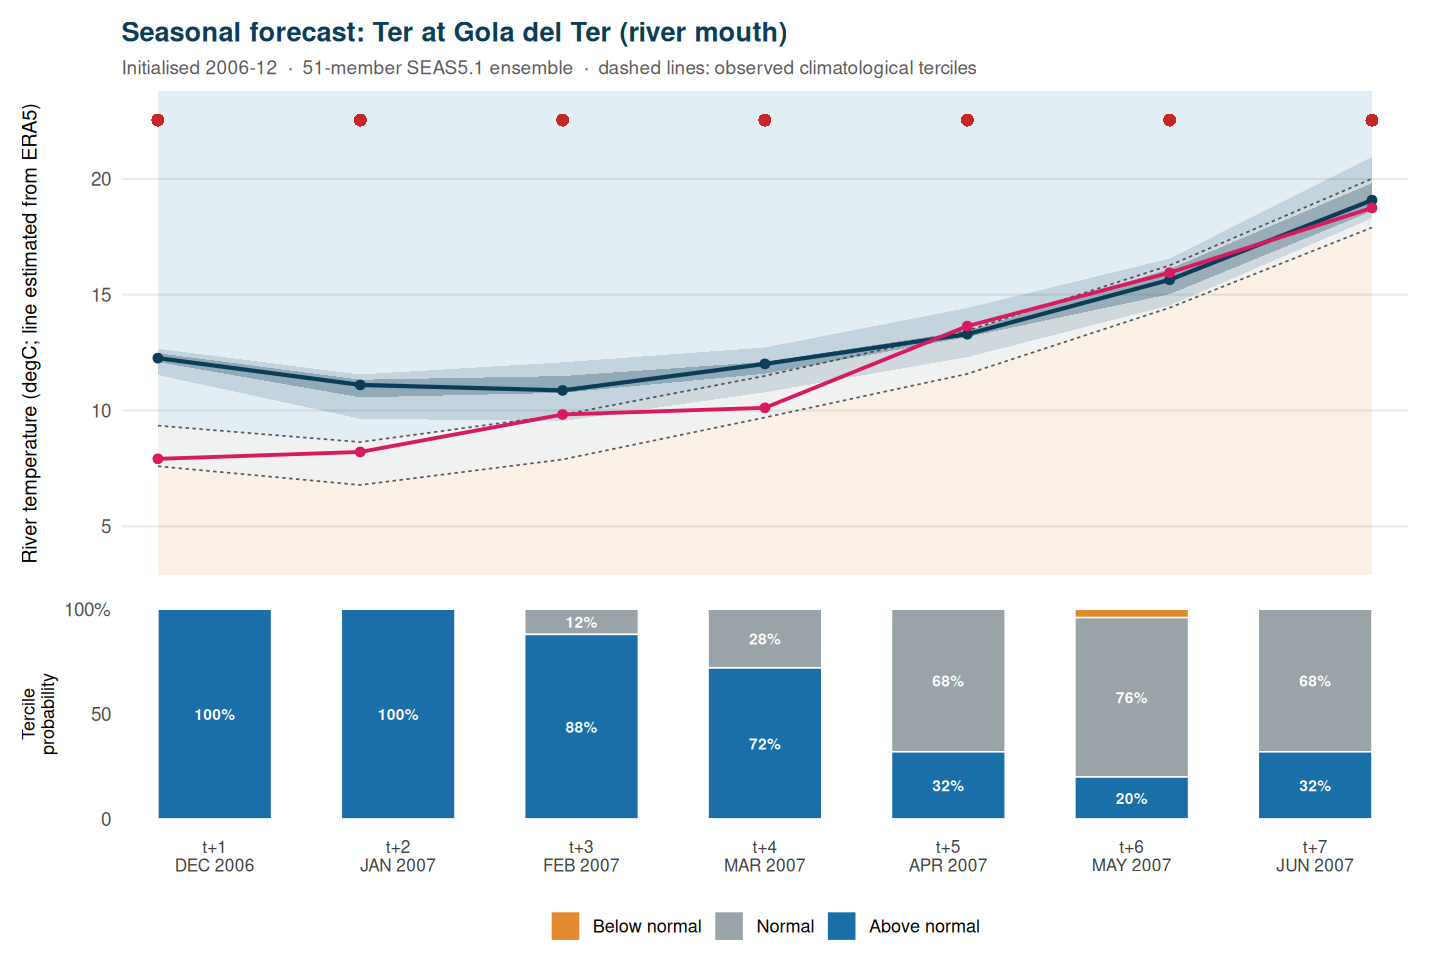 Seasonal forecast: Ter at Gola del Ter (river mouth)
Initialised 2006-12 · 51-member SEAS5.1 ensemble · dashed lines: observed climatological terciles
River temperature (degC; line estimated from ERA5)
20
15
10
5
Tercile
probability
100%
50
0
100%
100%
12%
88%
28%
72%
68%
32%
76%
20%
68%
32%
t+1
DEC 2006
t+2
JAN 2007
t+3
FEB 2007
t+4
MAR 2007
t+5
APR 2007
t+6
MAY 2007
t+7
JUN 2007
Below normal
Normal
Above normal